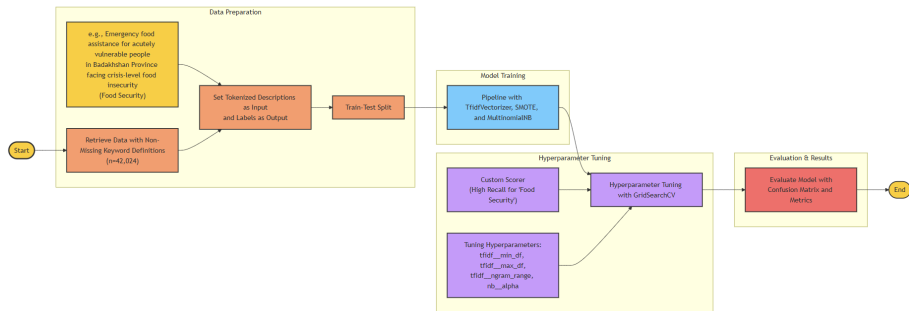 Data Preparation
e.g., Emergency food
assistance for acutely
vulnerable people
in Badakhshan Province
facing crisis-level food
insecurity
(Food Security)
Set Tokenized Descriptions
as Input
and Labels as Output
Train-Test Split
Start
Retrieve Data with Non-
Missing Keyword Definitions
(n=42,024)
Model Training
Pipeline with
TfidfVectorizer, SMOTE,
and MultinomialNB
Hyperparameter Tuning
Custom Scorer
(High Recall for 'Food
Security')
Hyperparameter Tuning
with GridSearchCV
Tuning Hyperparameters:
tfidf__min_df,
tfidf__max_df,
tfidf__ngram_range,
nb__alpha
Evaluation & Results
Evaluate Model with
Confusion Matrix and
Metrics
End